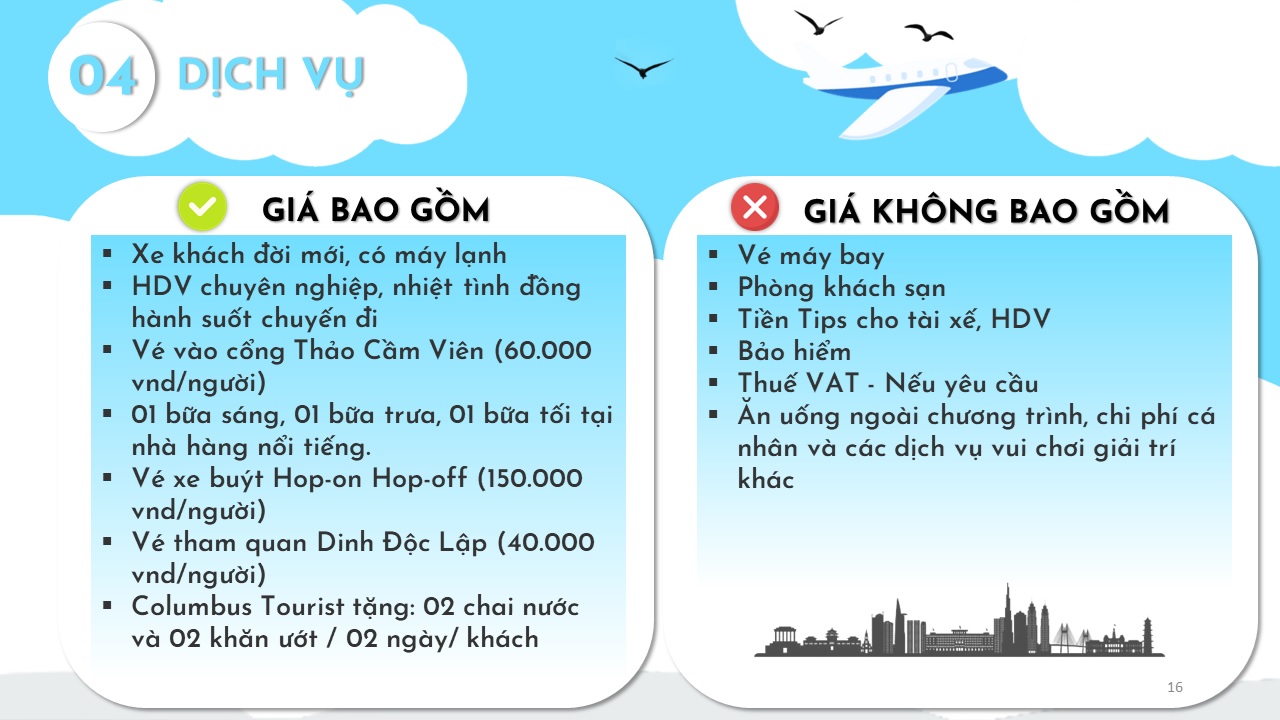 04
DỊCH VỤ
GIÁ BAO GỒM
▪ Xe khách đời mới, có máy lạnh
▪ HDV chuyên nghiệp, nhiệt tình đồng
hành suốt chuyến đi
▪ Vé vào cổng Thảo Cầm Viên (60.000
vnd/người)
▪ 01 bữa sáng, 01 bữa trưa, 01 bữa tối tại
nhà hàng nổi tiếng.
▪ Vé xe buýt Hop-on Hop-off (150.000
vnd/người)
▪ Vé tham quan Dinh Độc Lập (40.000
vnd/người)
▪ Columbus Tourist tặng: 02 chai nước
và 02 khăn ướt / 02 ngày/ khách
GIÁ KHÔNG BAO GỒM
▪ Vé máy bay
▪ Phòng khách sạn
▪ Tiền Tips cho tài xế, HDV
▪ Bảo hiểm
▪ Thuế VAT - Nếu yêu cầu
▪ Ăn uống ngoài chương trình, chi phí cá
nhân và các dịch vụ vui chơi giải trí
khác
16